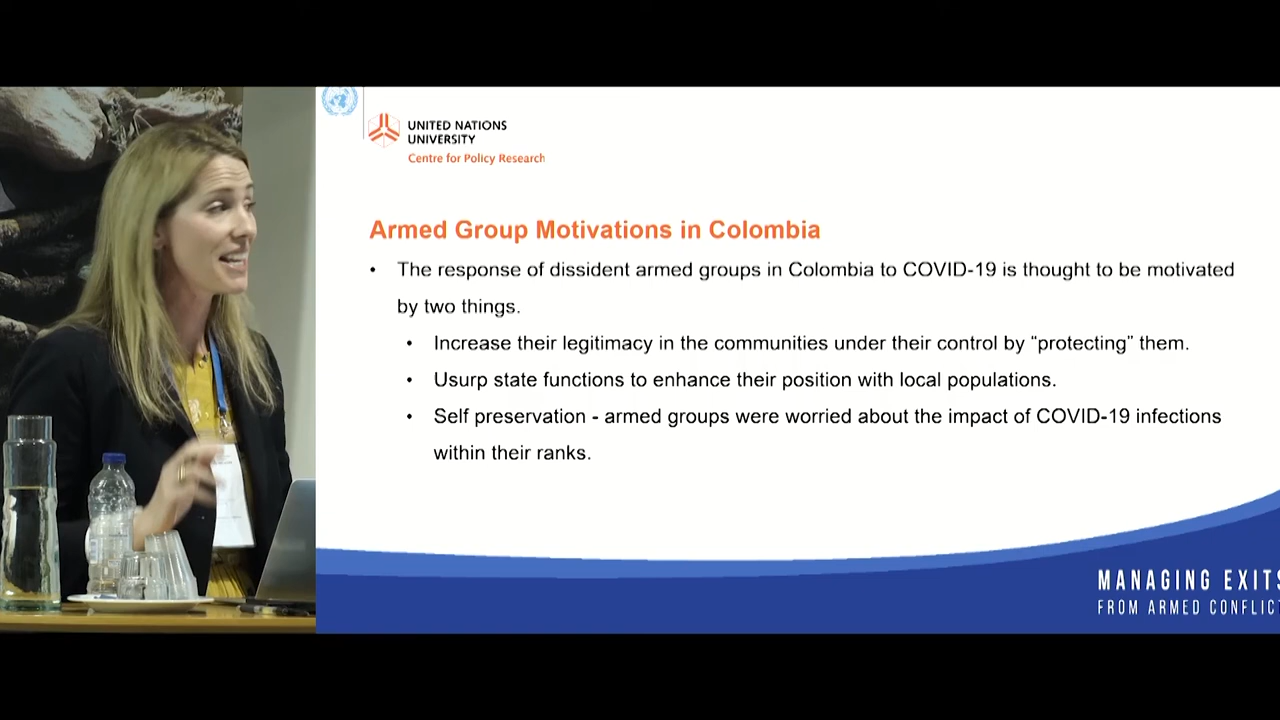 UNITED NATIONS
UNIVERSITY
Centre for Policy Research
Armed Group Motivations in Colombia
• The response of dissident armed groups in Colombia to COVID-19 is thought to be motivated
by two things.
• Increase their legitimacy in the communities under their control by “protecting” them.
• Usurp state functions to enhance their position with local populations.
• Self preservation - armed groups were worried about the impact of COVID-19 infections
within their ranks.
MANAGING EXITS
FROM ARMED CONFLICT